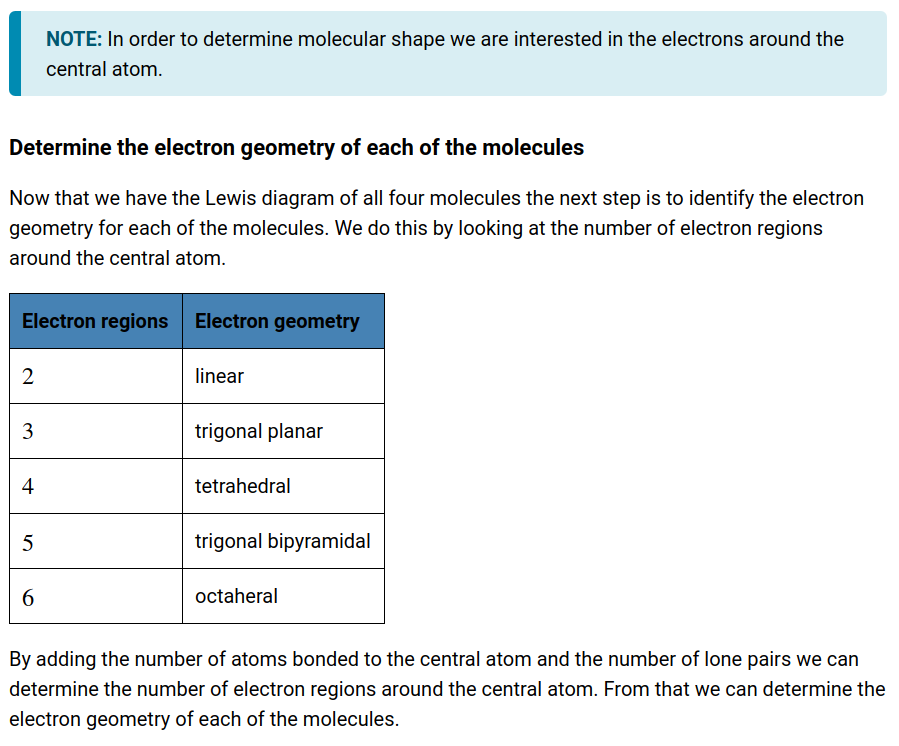 NOTE: In order to determine molecular shape we are interested in the electrons around the
central atom.
Determine the electron geometry of each of the molecules
Now that we have the Lewis diagram of all four molecules the next step is to identify the electron
geometry for each of the molecules. We do this by looking at the number of electron regions
around the central atom.
Electron regions Electron geometry
2 linear
3 trigonal planar
4 tetrahedral
5 trigonal bipyramidal
6 octaheral
By adding the number of atoms bonded to the central atom and the number of lone pairs we can
determine the number of electron regions around the central atom. From that we can determine the
electron geometry of each of the molecules.